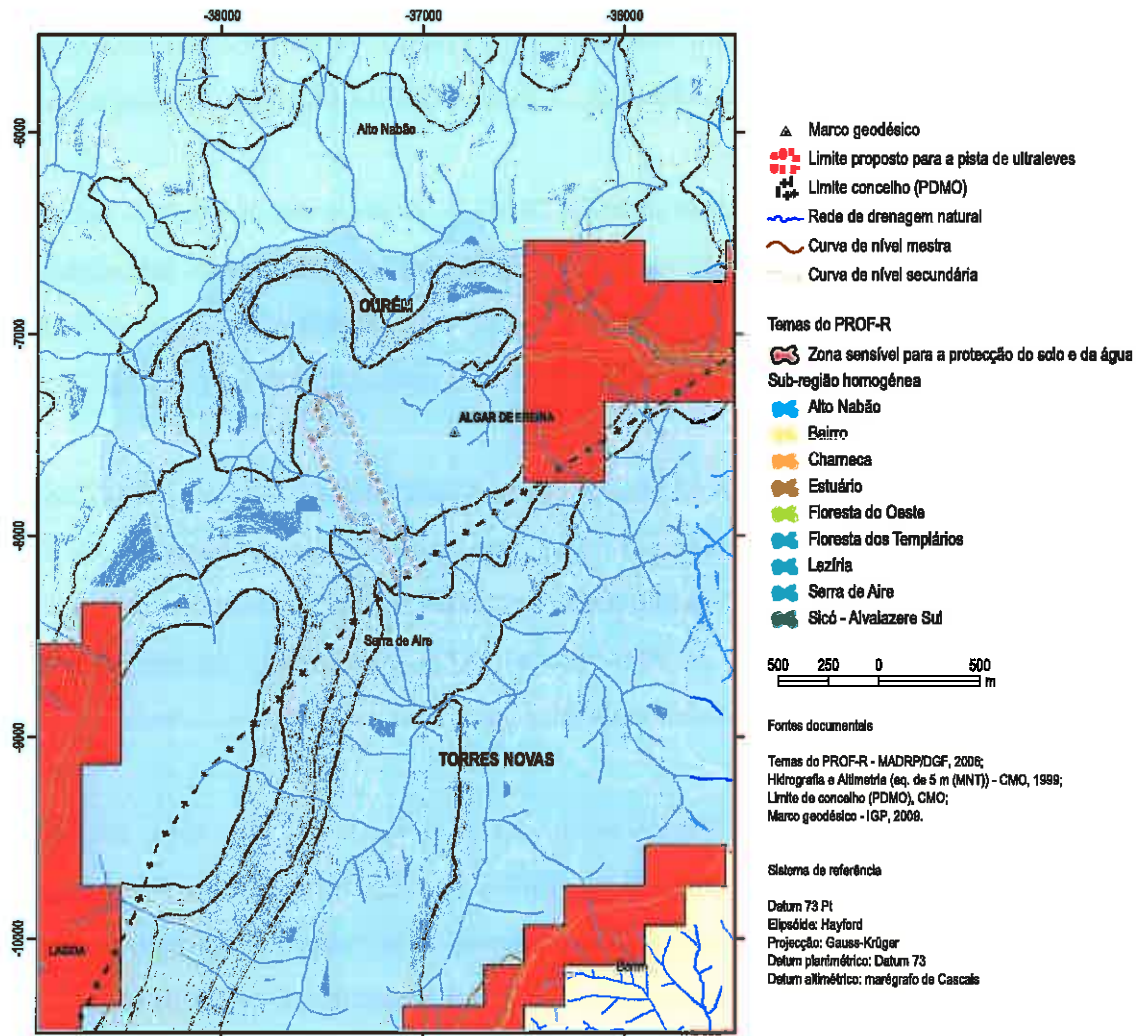 -38000
-37000
-36000
-6000
-7000
-8000
-9000
-10000
Alto Nabão
OURÉM
Serra de Aire
TORRES NOVAS
LAGOA
Marco geodésico
Limite proposto para a pista de ultraleves
Limite concelho (PDMO)
Rede de drenagem natural
Curva de nível mestra
Curva de nível secundária
Temas do PROF-R
Zona sensível para a protecção do solo e da água
Sub-região homogénea
Alto Nabão
Bairro
Charneca
Estuário
Floresta do Oeste
Floresta dos Templários
Lezíria
Serra de Aire
Sicó - Alvaiazere Sul
500 250 0 500
m
Fontes documentais
Temas do PROF-R - MADRP/DGF, 2006;
Hidrografia e Altimetria (eq. de 5 m (MNT)) - CMO, 1999;
Limite de concelho (PDMO), CMO;
Marco geodésico - IGP, 2009.
Sistema de referência
Datum 73 Pt
Elipsóide: Hayford
Projecção: Gauss-Krüger
Datum planimétrico: Datum 73
Datum altimétrico: marégrafo de Cascais